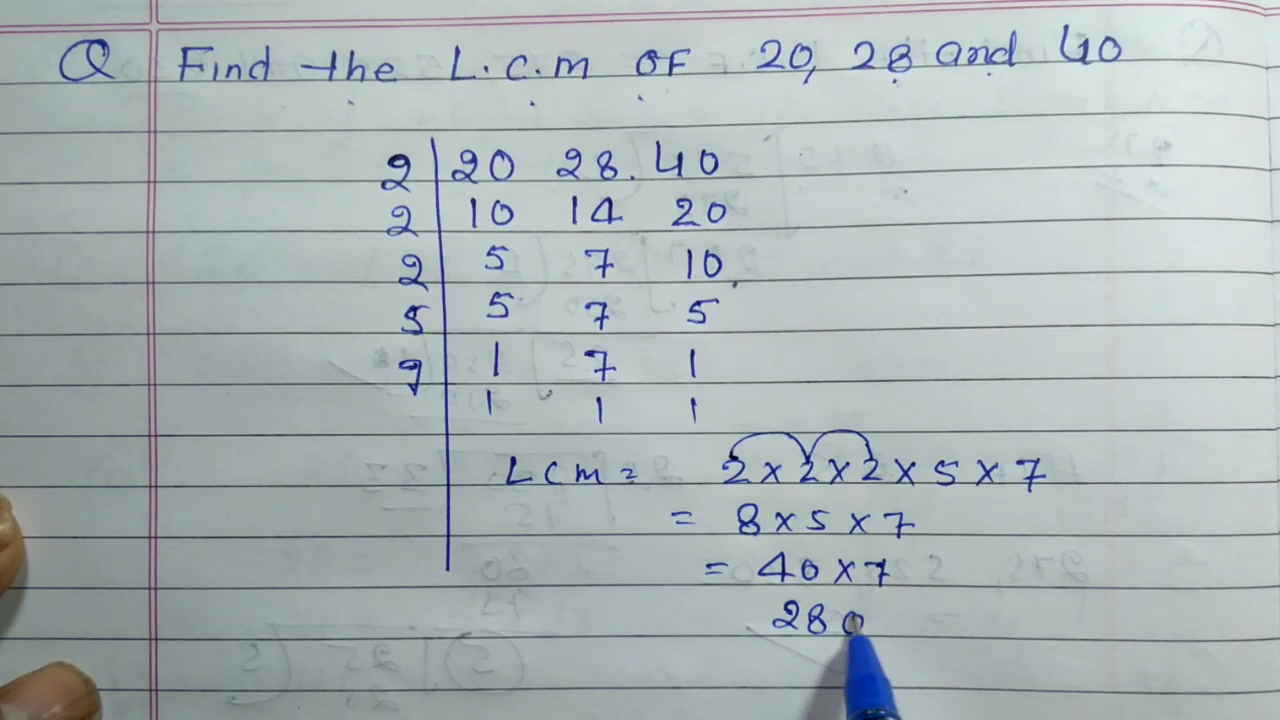 Q Find the L.C.M OF 20, 28 and 40
2 | 20 28. 40
2 | 10 14 20
2 | 5 7 10
5 | 5 7 5
7 | 1 7 1
1 1 1
LCM = 2 × 2 × 2 × 5 × 7
= 8 × 5 × 7
= 40 × 7
280